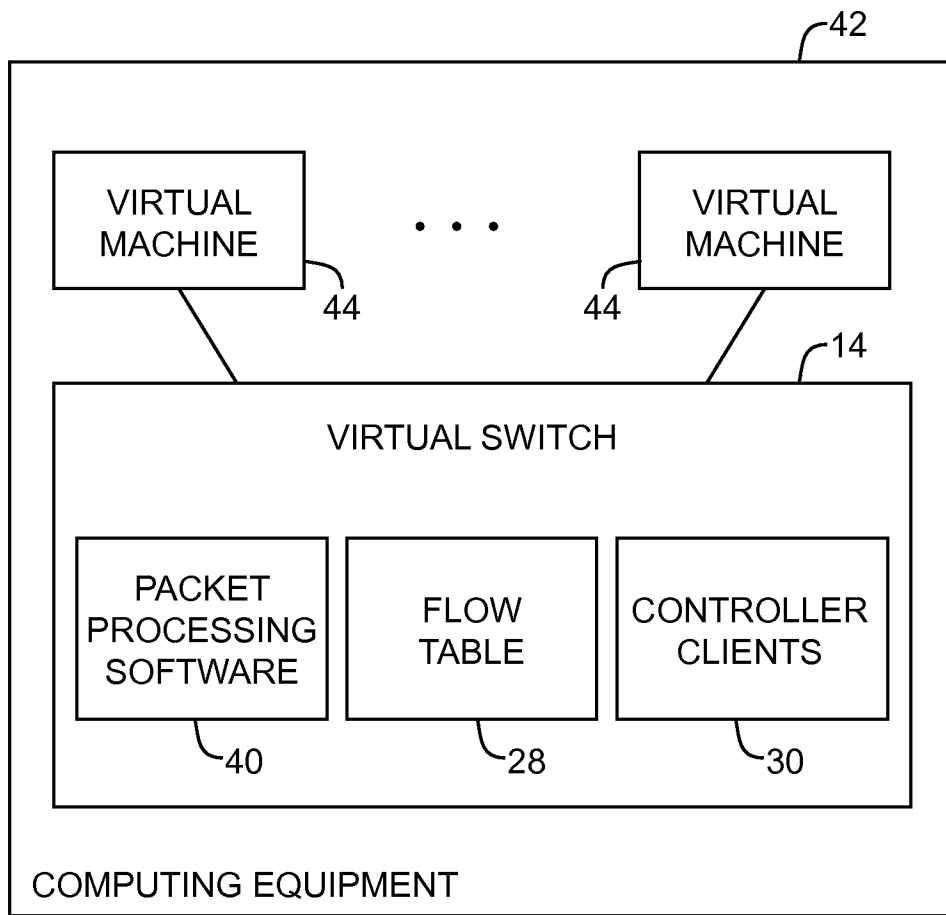 42
VIRTUAL
MACHINE
44
. . .
VIRTUAL
MACHINE
44
14
VIRTUAL SWITCH
PACKET
PROCESSING
SOFTWARE
40
FLOW
TABLE
28
CONTROLLER
CLIENTS
30
COMPUTING EQUIPMENT